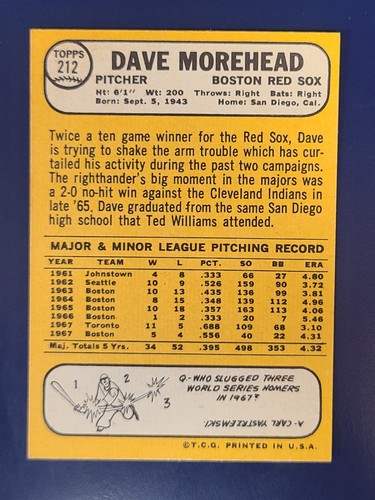 TOPPS
212
DAVE MOREHEAD
PITCHER BOSTON RED SOX
Ht: 6'1" Wt: 200 Throws: Right Bats: Right
Born: Sept. 5, 1943 Home: San Diego, Cal.
Twice a ten game winner for the Red Sox, Dave
is trying to shake the arm trouble which has cur-
tailed his activity during the past two campaigns.
The righthander's big moment in the majors was
a 2-0 no-hit win against the Cleveland Indians in
late '65. Dave graduated from the same San Diego
high school that Ted Williams attended.
MAJOR & MINOR LEAGUE PITCHING RECORD
YEAR TEAM W L PCT. SO BB ERA
1961 Johnstown 4 8 .333 66 27 4.80
1962 Seattle 10 9 .526 159 90 3.72
1963 Boston 10 13 .435 136 99 3.81
1964 Boston 8 15 .348 139 112 4.96
1965 Boston 10 18 .357 163 113 4.06
1966 Boston 1 2 .333 20 7 5.46
1967 Toronto 11 5 .688 109 68 3.10
1967 Boston 5 4 .556 40 22 4.31
Maj. Totals 5 Yrs. 34 52 .395 498 353 4.32
1 2 3
Q-WHO SLUGGED THREE
WORLD SERIES HOMERS
IN 1967?
A-CARL YASTRZEMSKI.
©T.C.G. PRINTED IN U.S.A.